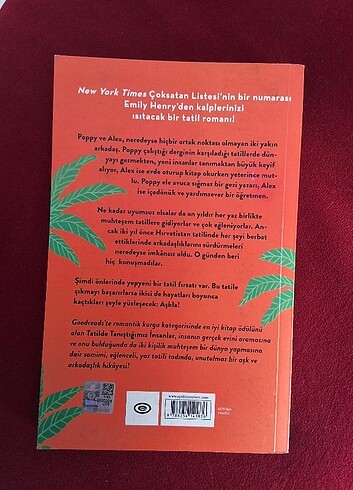 New York Times Çoksatan Listesi'nin bir numarası
Emily Henry'den kalplerinizi
ısıtacak bir tatil romanı!
Poppy ve Alex, neredeyse hiçbir ortak noktası olmayan iki yakın
arkadaş. Poppy çalıştığı derginin karşıladığı tatillerde dün-
yayı gezmekten, yeni insanlar tanımaktan büyük keyif
alıyor, Alex ise evde oturup kitap okurken yeterince mut-
lu. Poppy ele avuca sığmaz bir gezi yazarı, Alex
ise içedönük ve yardımsever bir öğretmen.
Ne kadar uyumsuz olsalar da on yıldır her yaz birlikte
muhteşem tatillere gidiyorlar ve çok eğleniyorlar. An-
cak iki yıl önce Hırvatistan tatilinde her şeyi berbat
ettiklerinde arkadaşlıklarını sürdürmeleri
neredeyse imkânsız oldu. O günden beri
hiç konuşmadılar.
Şimdi önlerinde yepyeni bir tatil fırsatı var. Bu tatile
çıkmayı başarırlarsa ikisi de hayatları boyunca
kaçtıkları şeyle yüzleşecek: Aşkla!
Goodreads'te romantik kurgu kategorisinde en iyi kitap ödülünü
alan Tatilde Tanıştığımız İnsanlar, insanın gerçek evini aramasına
ve onu bulduğunda da iki kişilik muhteşem bir dünya yapmasına
dair samimi, eğlenceli, yaz tatili tadında, unutulmaz bir aşk ve
arkadaşlık hikâyesi!